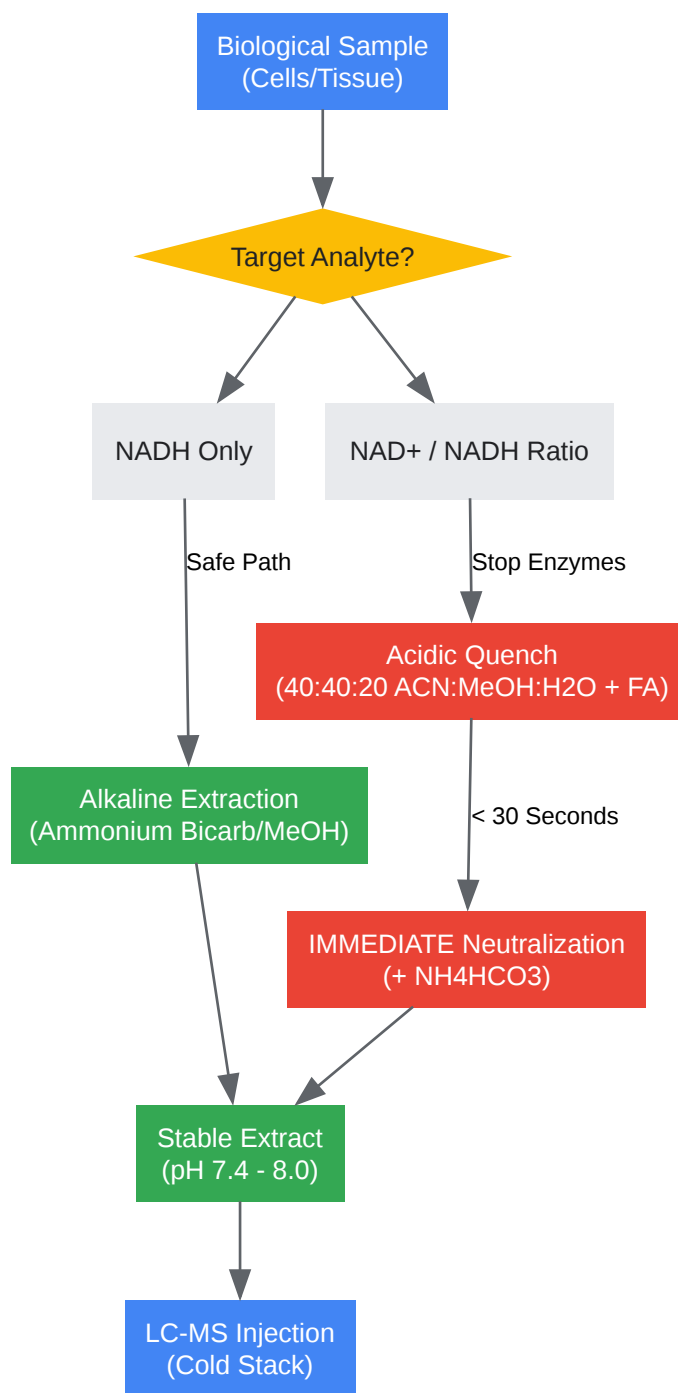 Biological Sample
(Cells/Tissue)
Target Analyte?
NADH Only
NAD+ / NADH Ratio
Safe Path
Stop Enzymes
Acidic Quench
(40:40:20 ACN:MeOH:H2O + FA)
Alkaline Extraction
(Ammonium Bicarb/MeOH)
< 30 Seconds
IMMEDIATE Neutralization
(+ NH4HCO3)
Stable Extract
(pH 7.4 - 8.0)
LC-MS Injection
(Cold Stack)